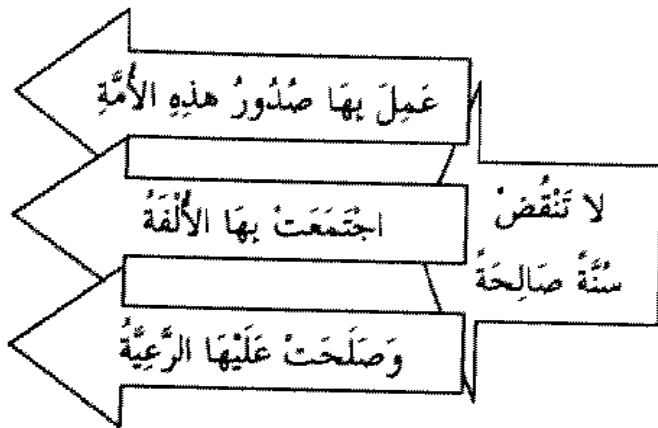 لا تَنْقُضْ
سُنَّةً صَالِحَةً
عَمِلَ بِهَا صُدُورُ هذِهِ الأُمَّةِ
اجْتَمَعَتْ بِهَا الأُلْفَةُ
وَصَلَحَتْ عَلَيْهَا الرَّعِيَّةُ